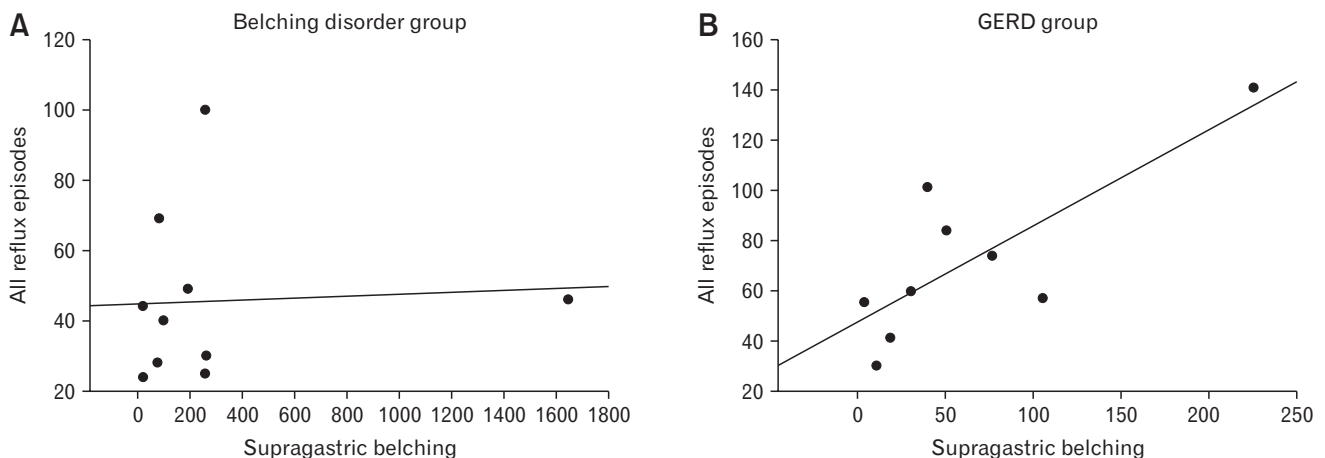 A
Belching disorder group
120
100
80
60
40
20
All reflux episodes
0 200 400 600 800 1000 1200 1400 1600 1800
Supragastric belching
B
GERD group
160
140
120
100
80
60
40
20
All reflux episodes
0 50 100 150 200 250
Supragastric belching